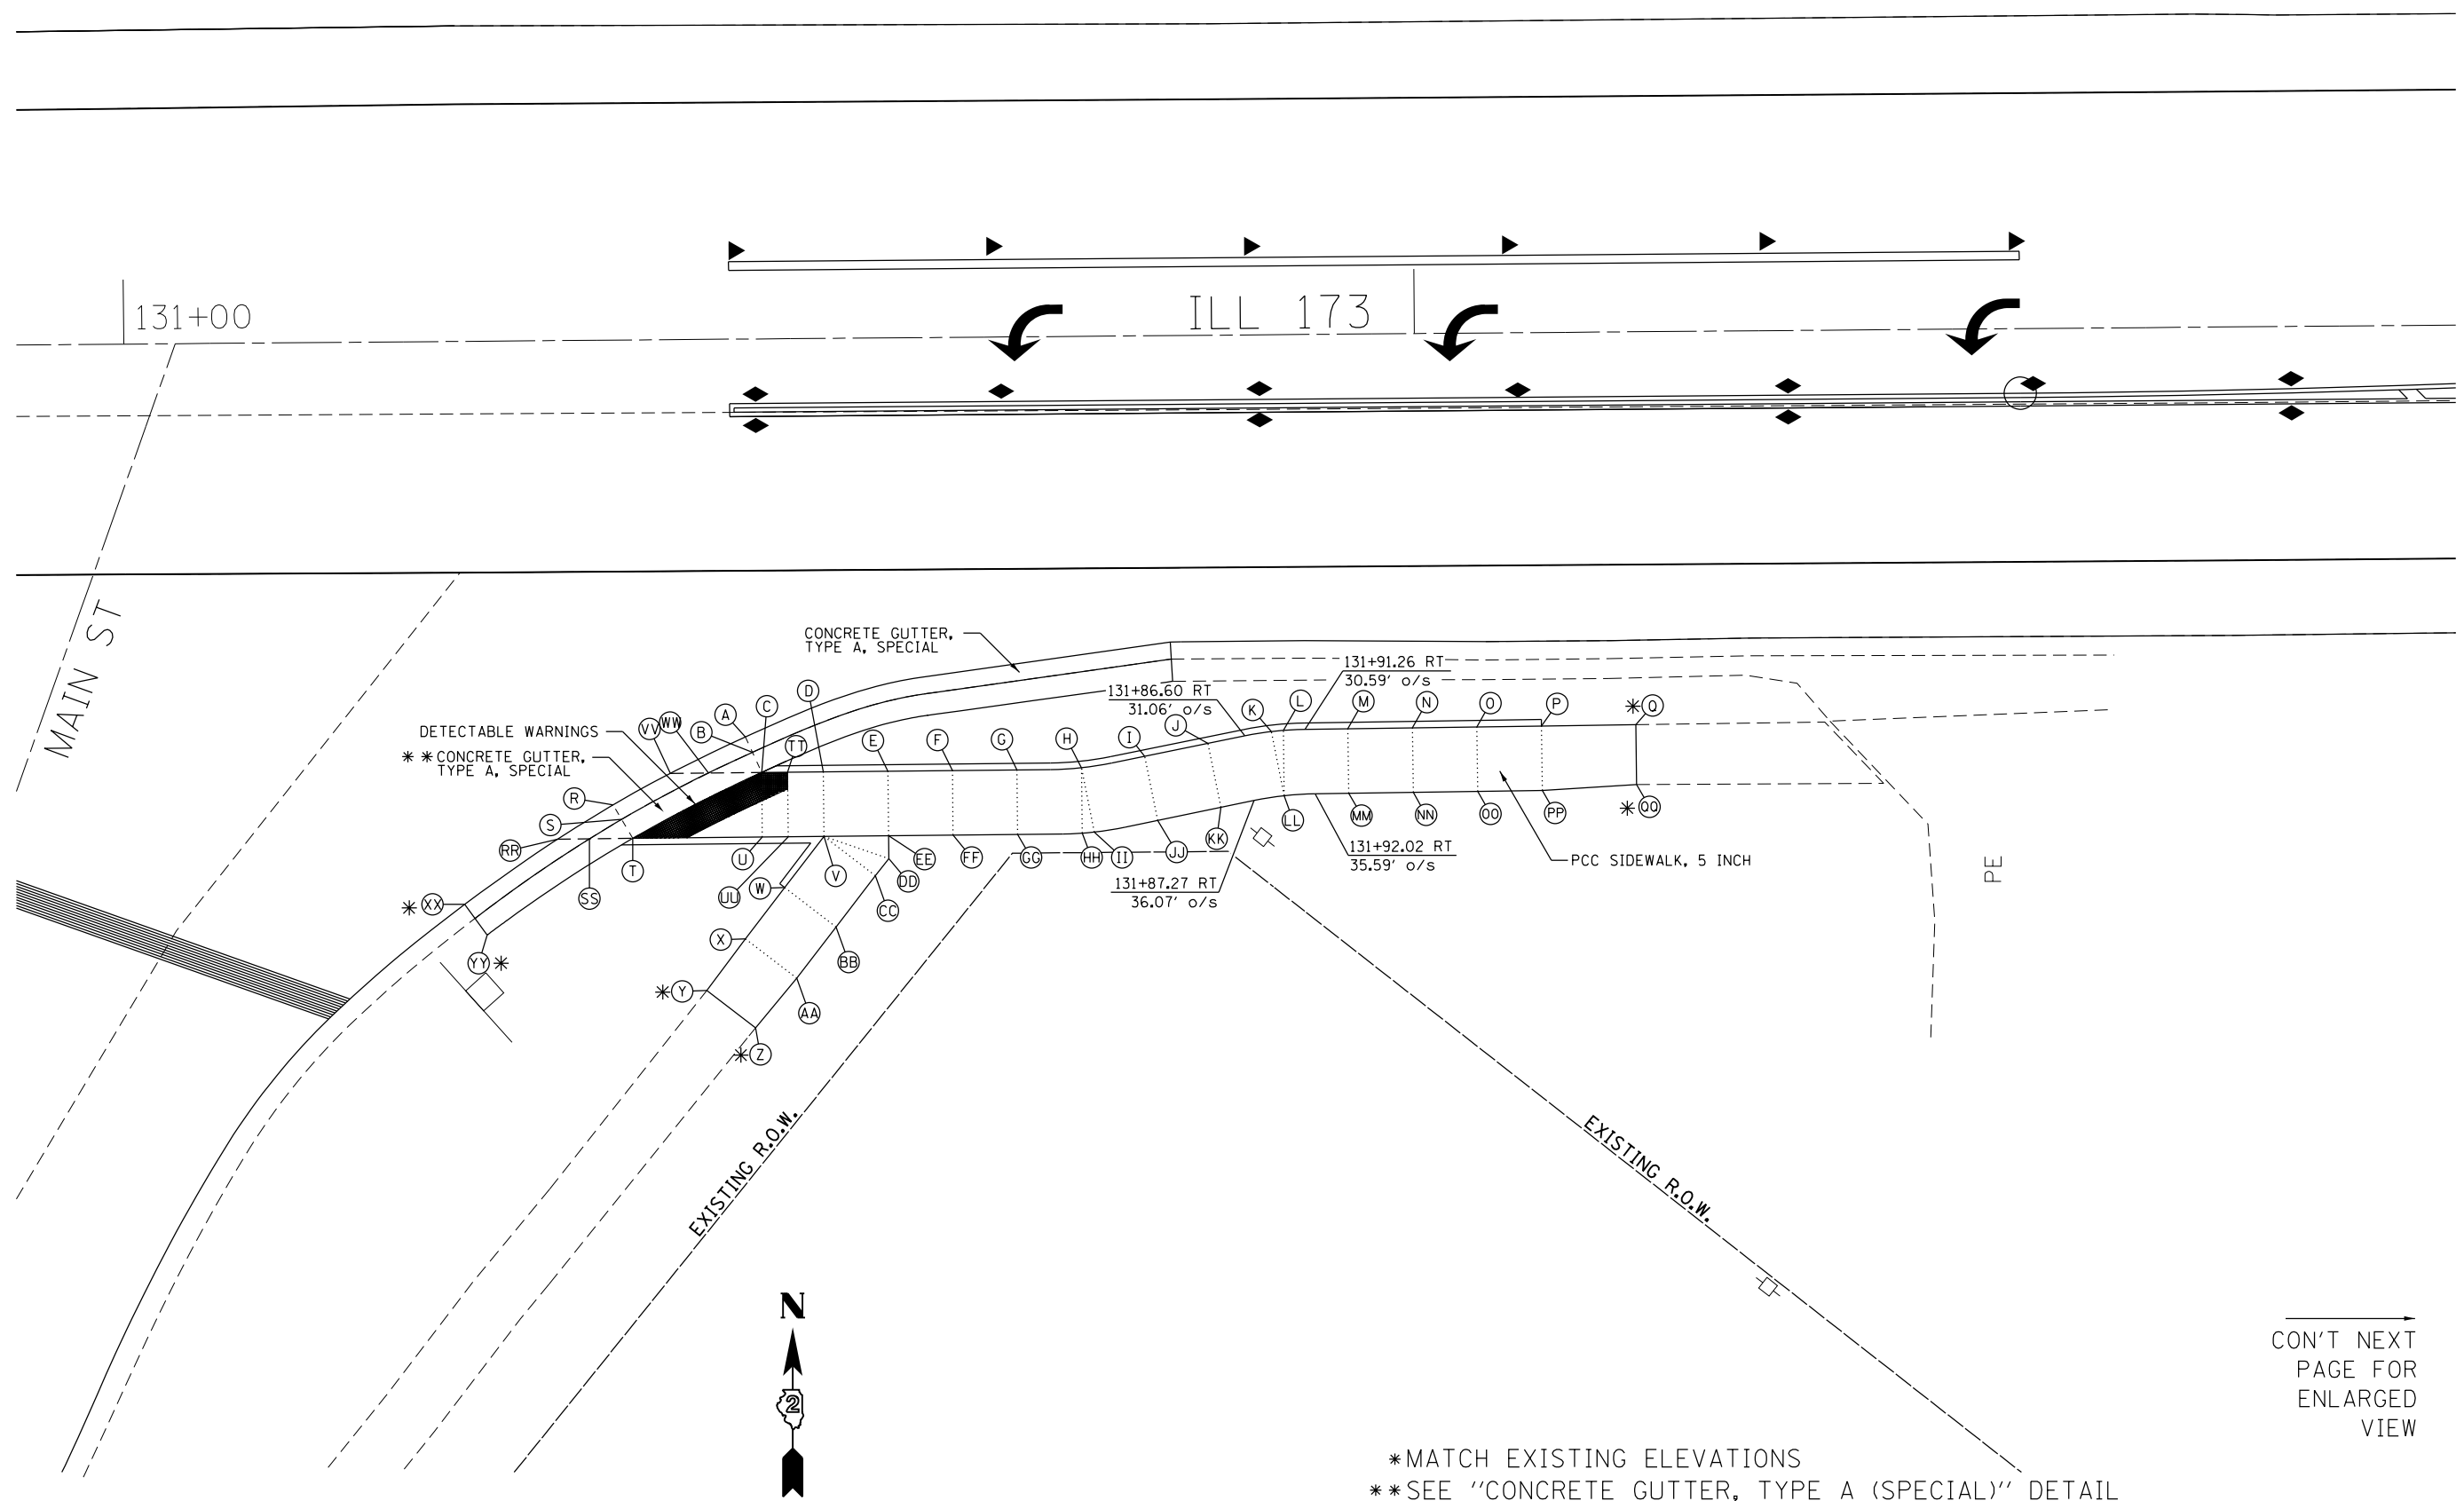 131+00
ILL 173
MAIN ST
CONCRETE GUTTER,
TYPE A, SPECIAL
131+91.26 RT
30.59' o/s
131+86.60 RT
31.06' o/s
DETECTABLE WARNINGS
**CONCRETE GUTTER,
TYPE A, SPECIAL
VV
WW
A
B
C
D
TT
E
F
G
H
I
J
K
L
M
N
O
P
*Q
R
S
RR
T
SS
U
UU
V
W
X
*Y
*Z
AA
BB
CC
DD
EE
FF
GG
HH
II
JJ
KK
LL
MM
NN
OO
PP
*QQ
*XX
YY*
131+92.02 RT
35.59' o/s
131+87.27 RT
36.07' o/s
PCC SIDEWALK, 5 INCH
PE
EXISTING R.O.W.
EXISTING R.O.W.
N
2
CON'T NEXT
PAGE FOR
ENLARGED
VIEW
*MATCH EXISTING ELEVATIONS
**SEE "CONCRETE GUTTER, TYPE A (SPECIAL)" DETAIL